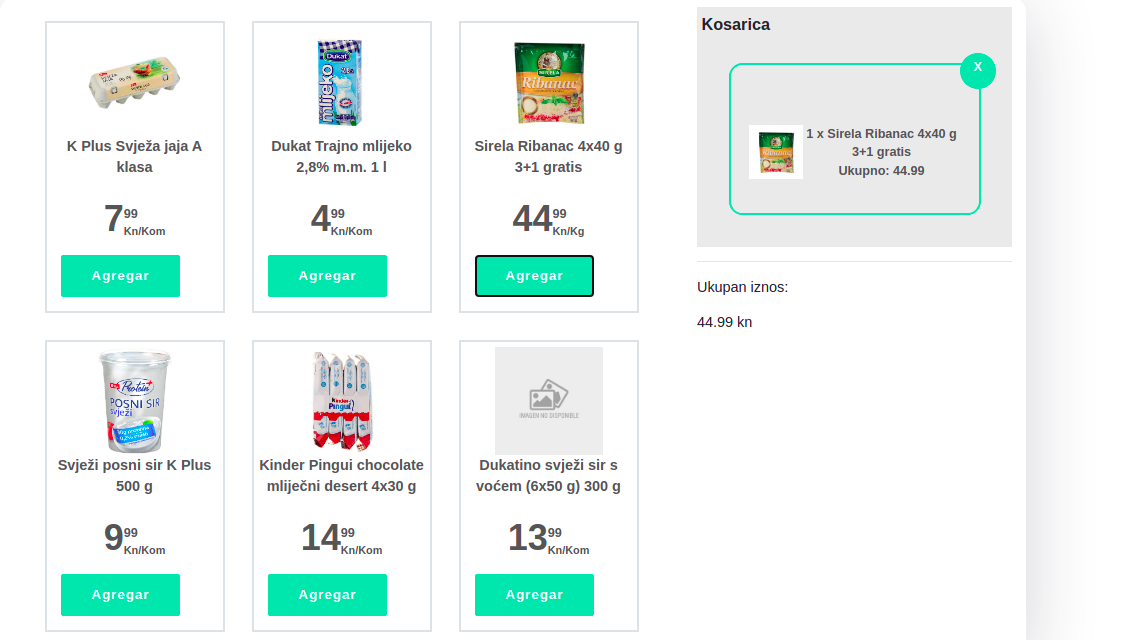 Dukat
mlijeko
SIRELA
Ribanac
K Plus Svježa jaja A
klasa
Dukat Trajno mlijeko
2,8% m.m. 1 l
Sirela Ribanac 4x40 g
3+1 gratis
7 99
Kn/Kom
4 99
Kn/Kom
44 99
Kn/Kg
Agregar
Agregar
Agregar
Protein
POSNI SIR
svježi
Kinder
Pinguí
IMAGEN NO DISPONIBLE
Svježi posni sir K Plus
500 g
Kinder Pingui chocolate
mliječni desert 4x30 g
Dukatino svježi sir s
voćem (6x50 g) 300 g
9 99
Kn/Kom
14 99
Kn/Kom
13 99
Kn/Kom
Agregar
Agregar
Agregar
Kosarica
X
1 x Sirela Ribanac 4x40 g
3+1 gratis
Ukupno: 44.99
Ukupan iznos:
44.99 kn